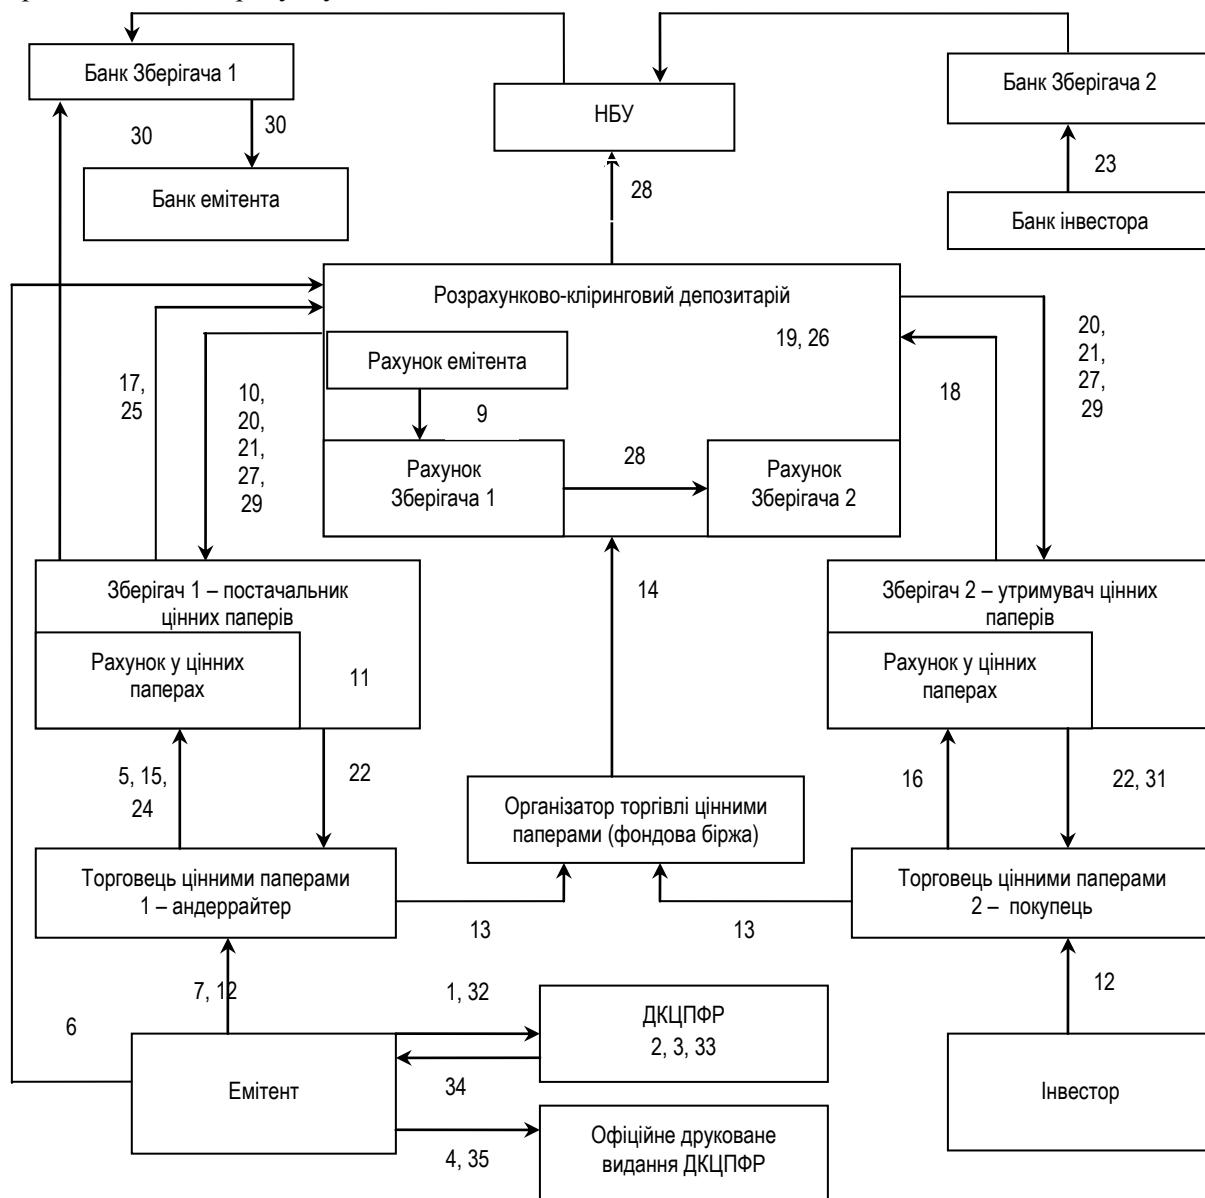 Банк Зберігача 1
Банк Зберігача 2
НБУ
30
30
23
28
Банк емітента
Банк інвестора
Розрахунково-кліринговий депозитарій
19, 26
Рахунок емітента
17,
25
10,
20,
21,
27,
29
9
18
20,
21,
27,
29
Рахунок
Зберігача 1
28
Рахунок
Зберігача 2
Зберігач 1 – постачальник
цінних паперів
14
Зберігач 2 – утримувач цінних
паперів
Рахунок у цінних
паперах
11
Рахунок у цінних
паперах
5, 15,
24
22
16
22, 31
Організатор торгівлі цінними
паперами (фондова біржа)
Торговець цінними паперами
1 – андеррайтер
Торговець цінними паперами
2 – покупець
13
13
7, 12
1, 32
12
6
ДКЦПФР
2, 3, 33
Емітент
34
Інвестор
4, 35
Офіційне друковане
видання ДКЦПФР